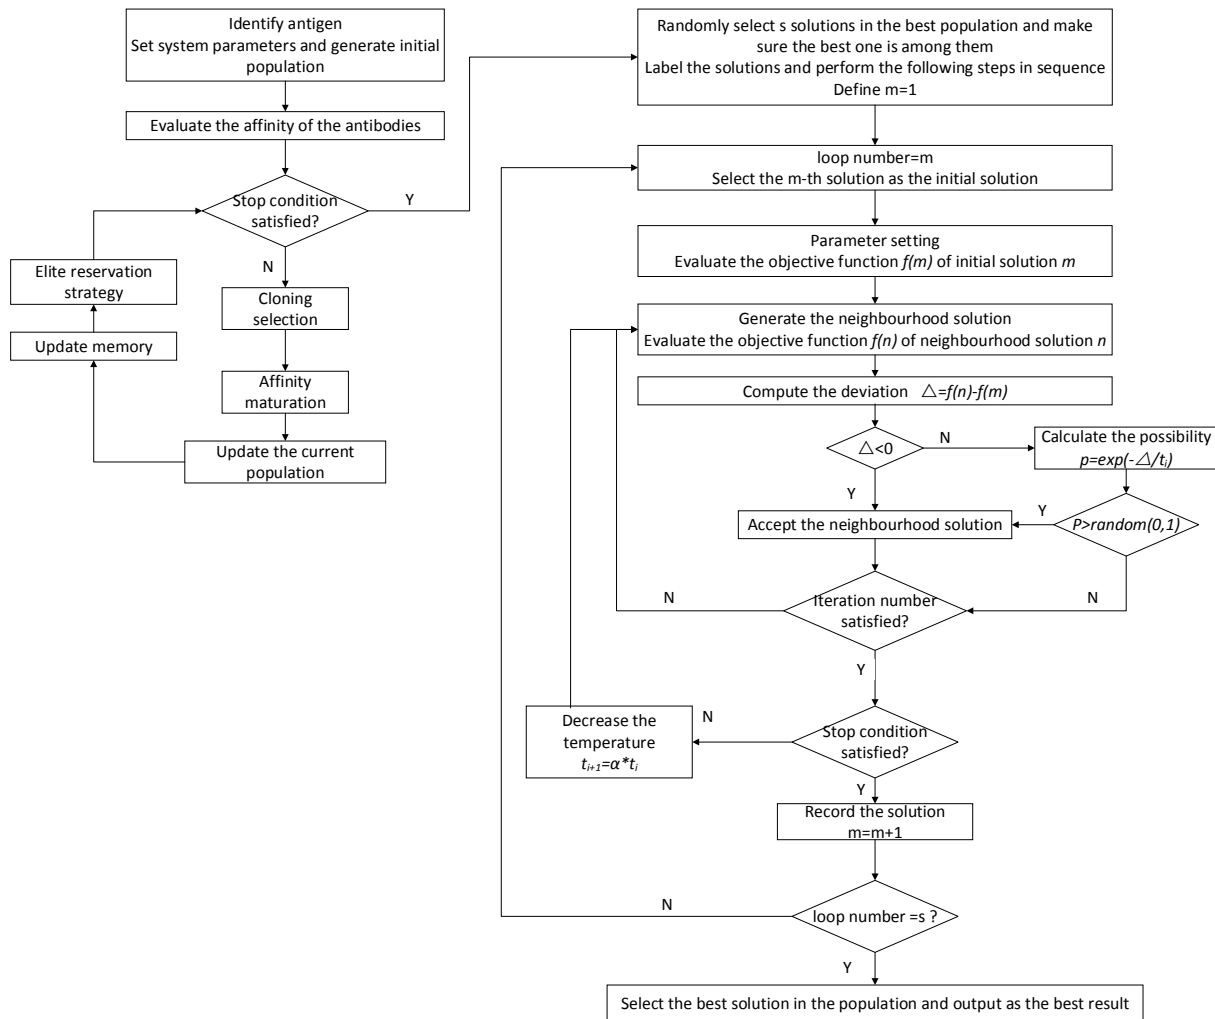 Identify antigen
Set system parameters and generate initial
population
Evaluate the affinity of the antibodies
Stop condition
satisfied?
Y
N
Elite reservation
strategy
Cloning
selection
Update memory
Affinity
maturation
Update the current
population
Randomly select s solutions in the best population and make
sure the best one is among them
Label the solutions and perform the following steps in sequence
Define m=1
loop number=m
Select the m-th solution as the initial solution
Parameter setting
Evaluate the objective function f(m) of initial solution m
Generate the neighbourhood solution
Evaluate the objective function f(n) of neighbourhood solution n
Compute the deviation △=f(n)-f(m)
△<0
N
Calculate the possibility
p=exp(-△/tᵢ)
Y
Accept the neighbourhood solution
Y
P>random(0,1)
N
Iteration number
satisfied?
N
Y
Decrease the
temperature
tᵢ₊₁=α*tᵢ
N
Stop condition
satisfied?
Y
Record the solution
m=m+1
N
loop number =s ?
Y
Select the best solution in the population and output as the best result